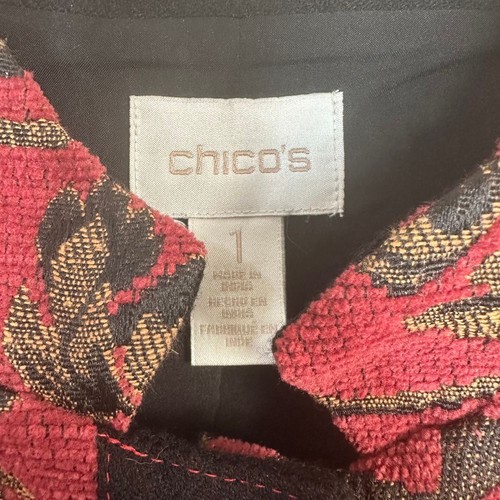 chico's
1
MADE IN
INDIA
HECHO EN
INDIA
FABRIQUÉ EN
INDE